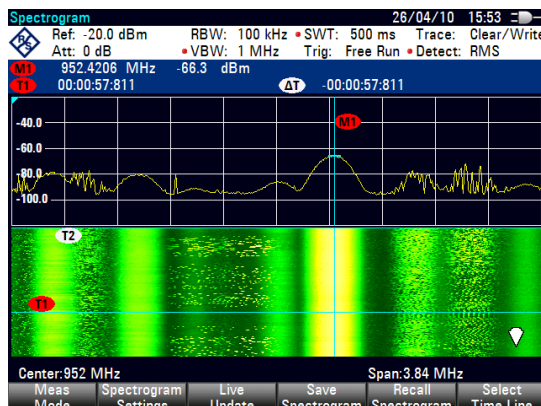 Spectrogram 26/04/10 15:53
Ref: -20.0 dBm RBW: 100 kHz SWT: 500 ms Trace: Clear/Write
Att: 0 dB VBW: 1 MHz Trig: Free Run Detect: RMS
M1 952.4206 MHz -66.3 dBm
T1 00:00:57:811 ΔT -00:00:57:811
M1
-40.0
-60.0
-80.0
-100.0
T2
T1
Center:952 MHz Span:3.84 MHz
Meas Spectrogram Live Save Recall Select
Mode Settings Update Spectrogram Spectrogram Time Line